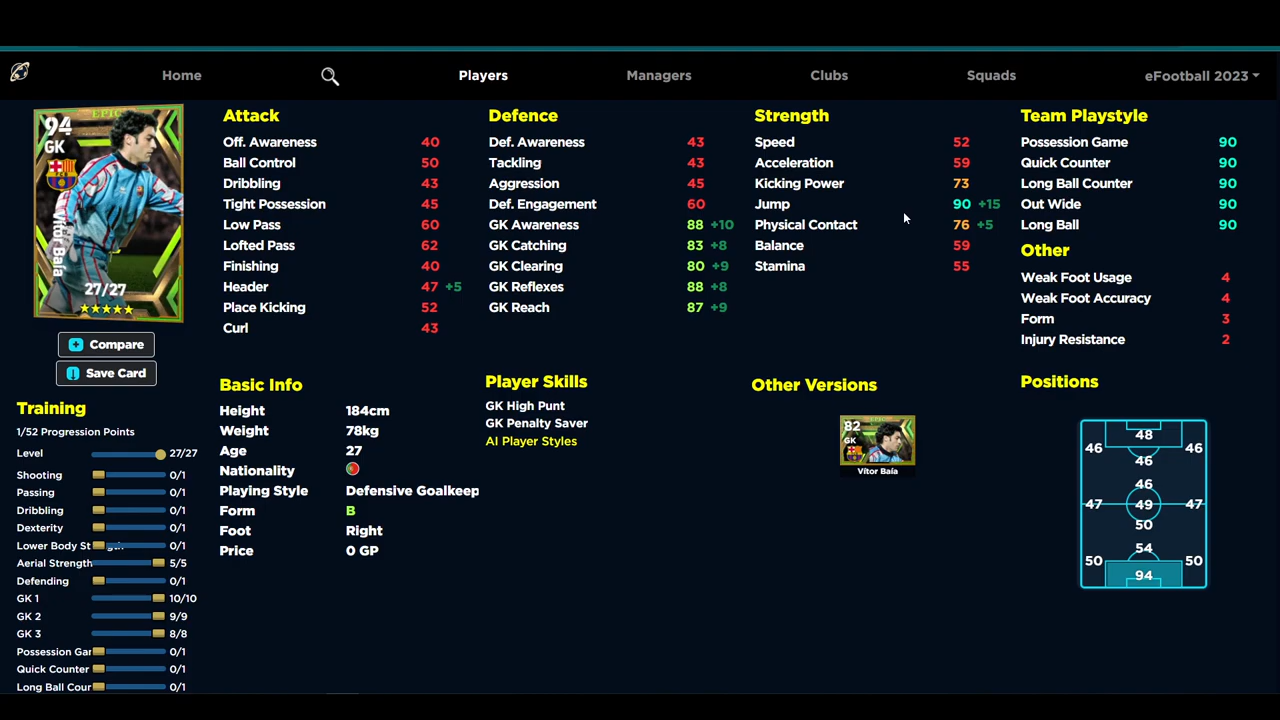 Home
Players
Managers
Clubs
Squads
eFootball 2023
EPIC
94
GK
Vítor Baía
27/27
Compare
Save Card
Training
1/52 Progression Points
Level 27/27
Shooting 0/1
Passing 0/1
Dribbling 0/1
Dexterity 0/1
Lower Body St 0/1
Aerial Strength 5/5
Defending 0/1
GK 1 10/10
GK 2 9/9
GK 3 8/8
Possession Gar 0/1
Quick Counter 0/1
Long Ball Cour 0/1
Attack
Off. Awareness 40
Ball Control 50
Dribbling 43
Tight Possession 45
Low Pass 60
Lofted Pass 62
Finishing 40
Header 47 +5
Place Kicking 52
Curl 43
Defence
Def. Awareness 43
Tackling 43
Aggression 45
Def. Engagement 60
GK Awareness 88 +10
GK Catching 83 +8
GK Clearing 80 +9
GK Reflexes 88 +8
GK Reach 87 +9
Strength
Speed 52
Acceleration 59
Kicking Power 73
Jump 90 +15
Physical Contact 76 +5
Balance 59
Stamina 55
Team Playstyle
Possession Game 90
Quick Counter 90
Long Ball Counter 90
Out Wide 90
Long Ball 90
Other
Weak Foot Usage 4
Weak Foot Accuracy 4
Form 3
Injury Resistance 2
Basic Info
Height 184cm
Weight 78kg
Age 27
Nationality
Playing Style Defensive Goalkeep
Form B
Foot Right
Price 0 GP
Player Skills
GK High Punt
GK Penalty Saver
AI Player Styles
Other Versions
82 EPIC
GK
Vítor Baía
Positions
48
46 46
46
46
47 49 47
50
54
50 50
94